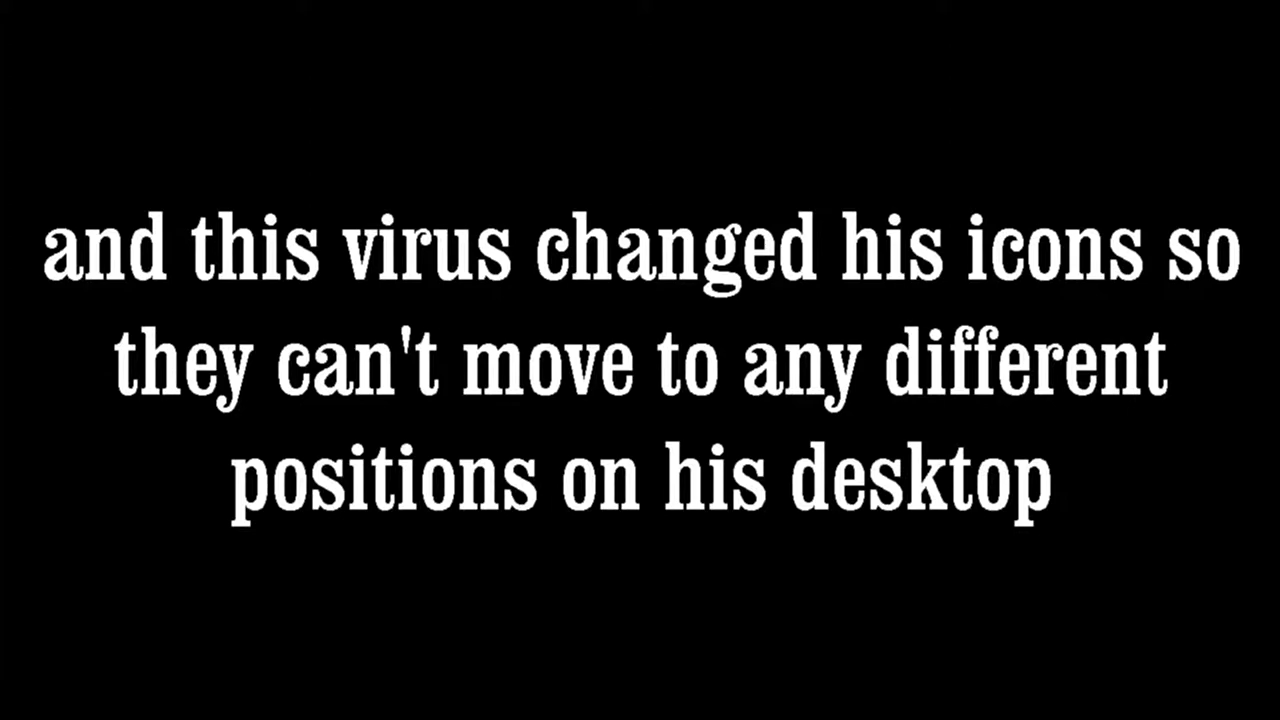 and this virus changed his icons so
they can't move to any different
positions on his desktop